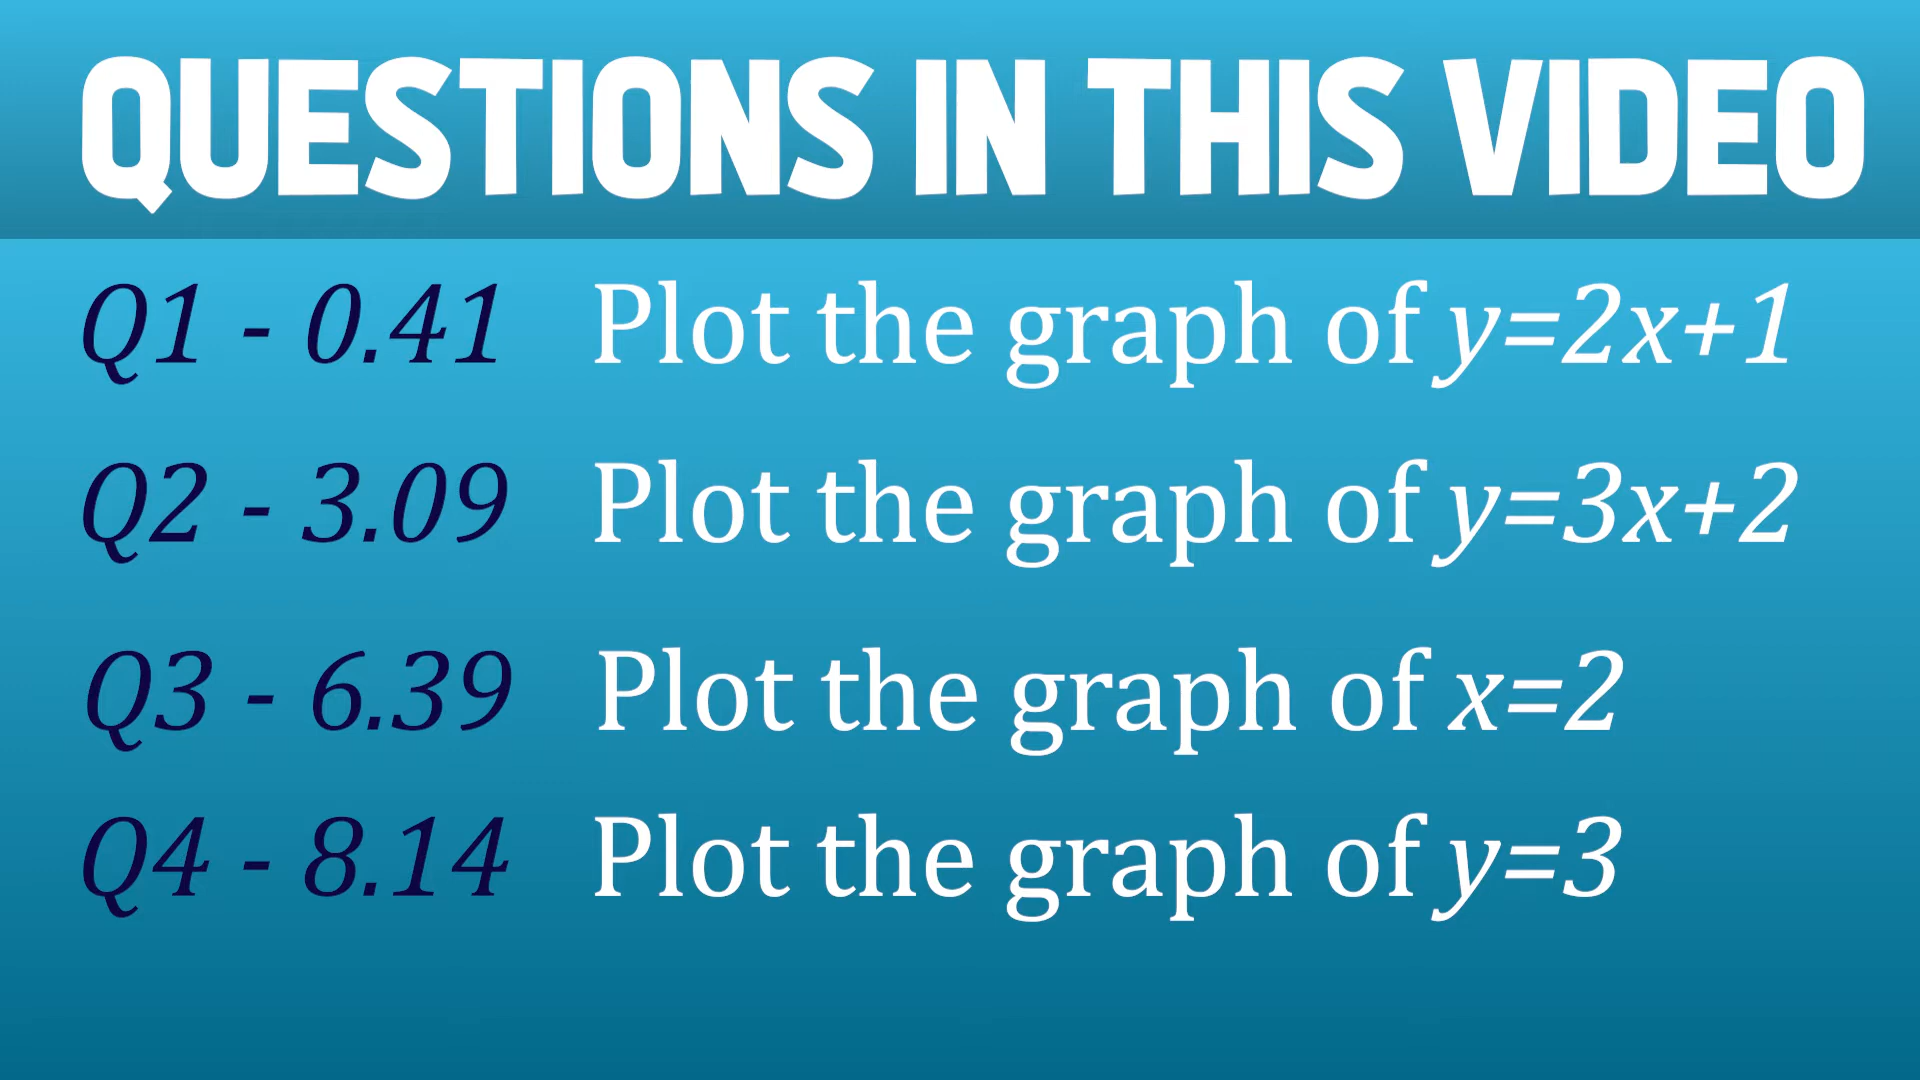 QUESTIONS IN THIS VIDEO
Q1 - 0.41 Plot the graph of y=2x+1
Q2 - 3.09 Plot the graph of y=3x+2
Q3 - 6.39 Plot the graph of x=2
Q4 - 8.14 Plot the graph of y=3